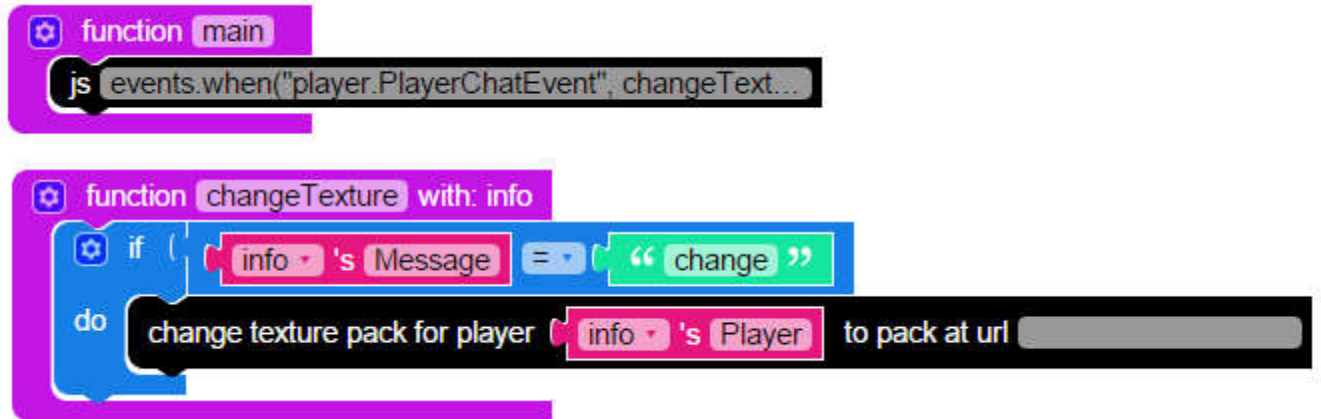 function main
js events.when("player.PlayerChatEvent", changeText...
function changeTexture with: info
if info 's Message = “ change ”
do change texture pack for player info 's Player to pack at url